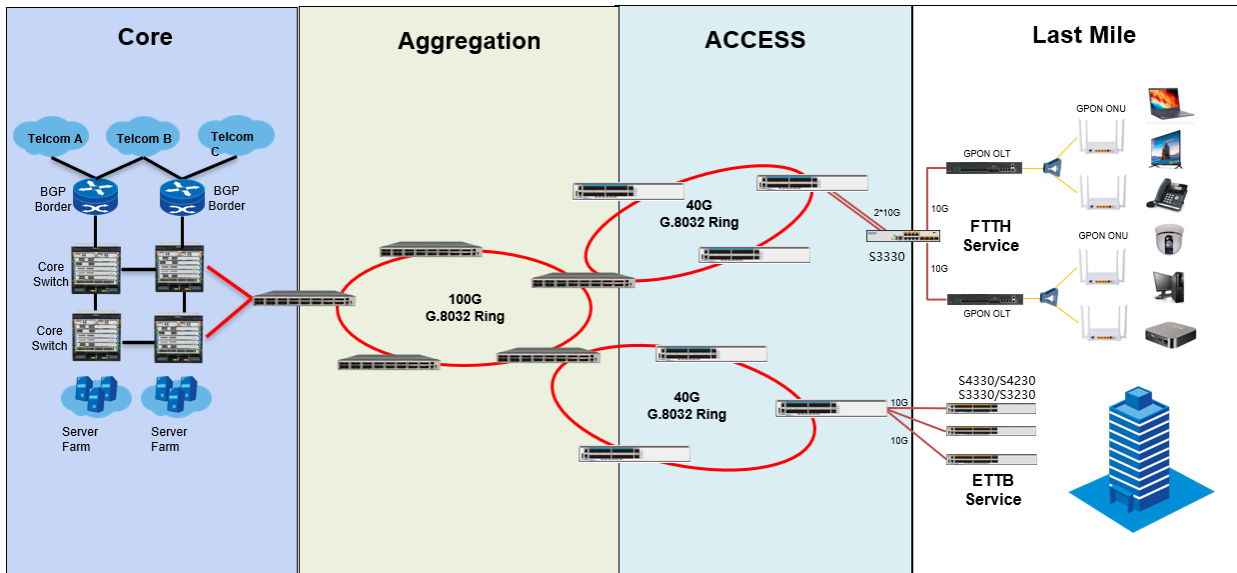 Core
Aggregation
ACCESS
Last Mile
Telcom A
Telcom B
Telcom
C
BGP
Border
BGP
Border
Core
Switch
Core
Switch
Server
Farm
Server
Farm
100G
G.8032 Ring
40G
G.8032 Ring
40G
G.8032 Ring
2*10G
S3330
10G
10G
GPON OLT
GPON ONU
FTTH
Service
GPON ONU
GPON OLT
10G
10G
S4330/S4230
S3330/S3230
ETTB
Service